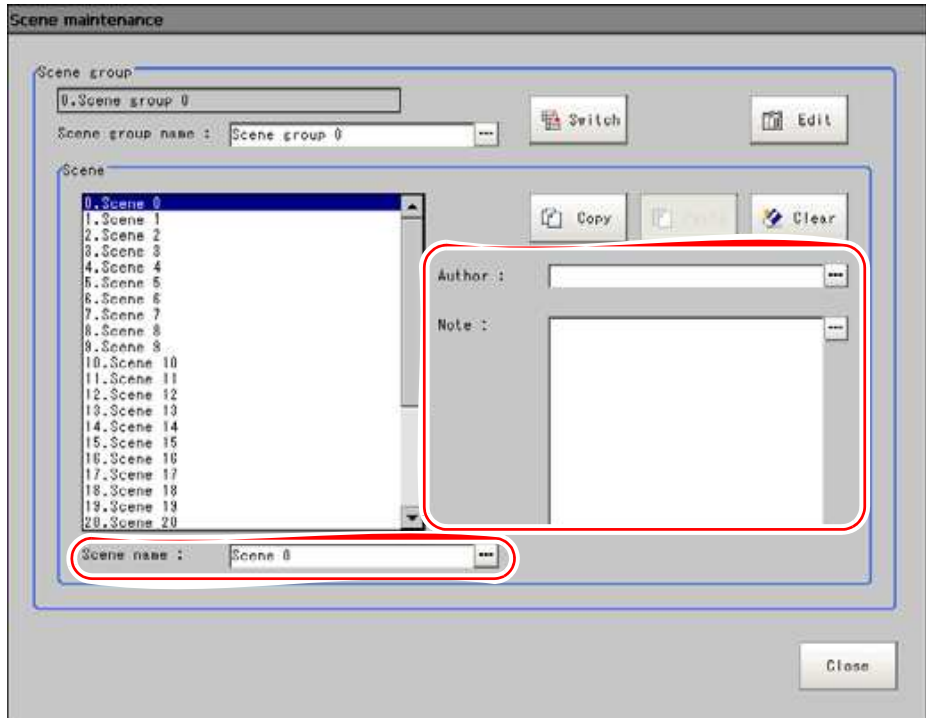 Scene maintenance
Scene group
0.Scene group 0
Scene group name : Scene group 0 ...
Switch
Edit
Scene
0.Scene 0
1.Scene 1
2.Scene 2
3.Scene 3
4.Scene 4
5.Scene 5
6.Scene 6
7.Scene 7
8.Scene 8
9.Scene 9
10.Scene 10
11.Scene 11
12.Scene 12
13.Scene 13
14.Scene 14
15.Scene 15
16.Scene 16
17.Scene 17
18.Scene 18
19.Scene 19
20.Scene 20
Copy
Clear
Author : ...
Note : ...
Scene name : Scene 0 ...
Close